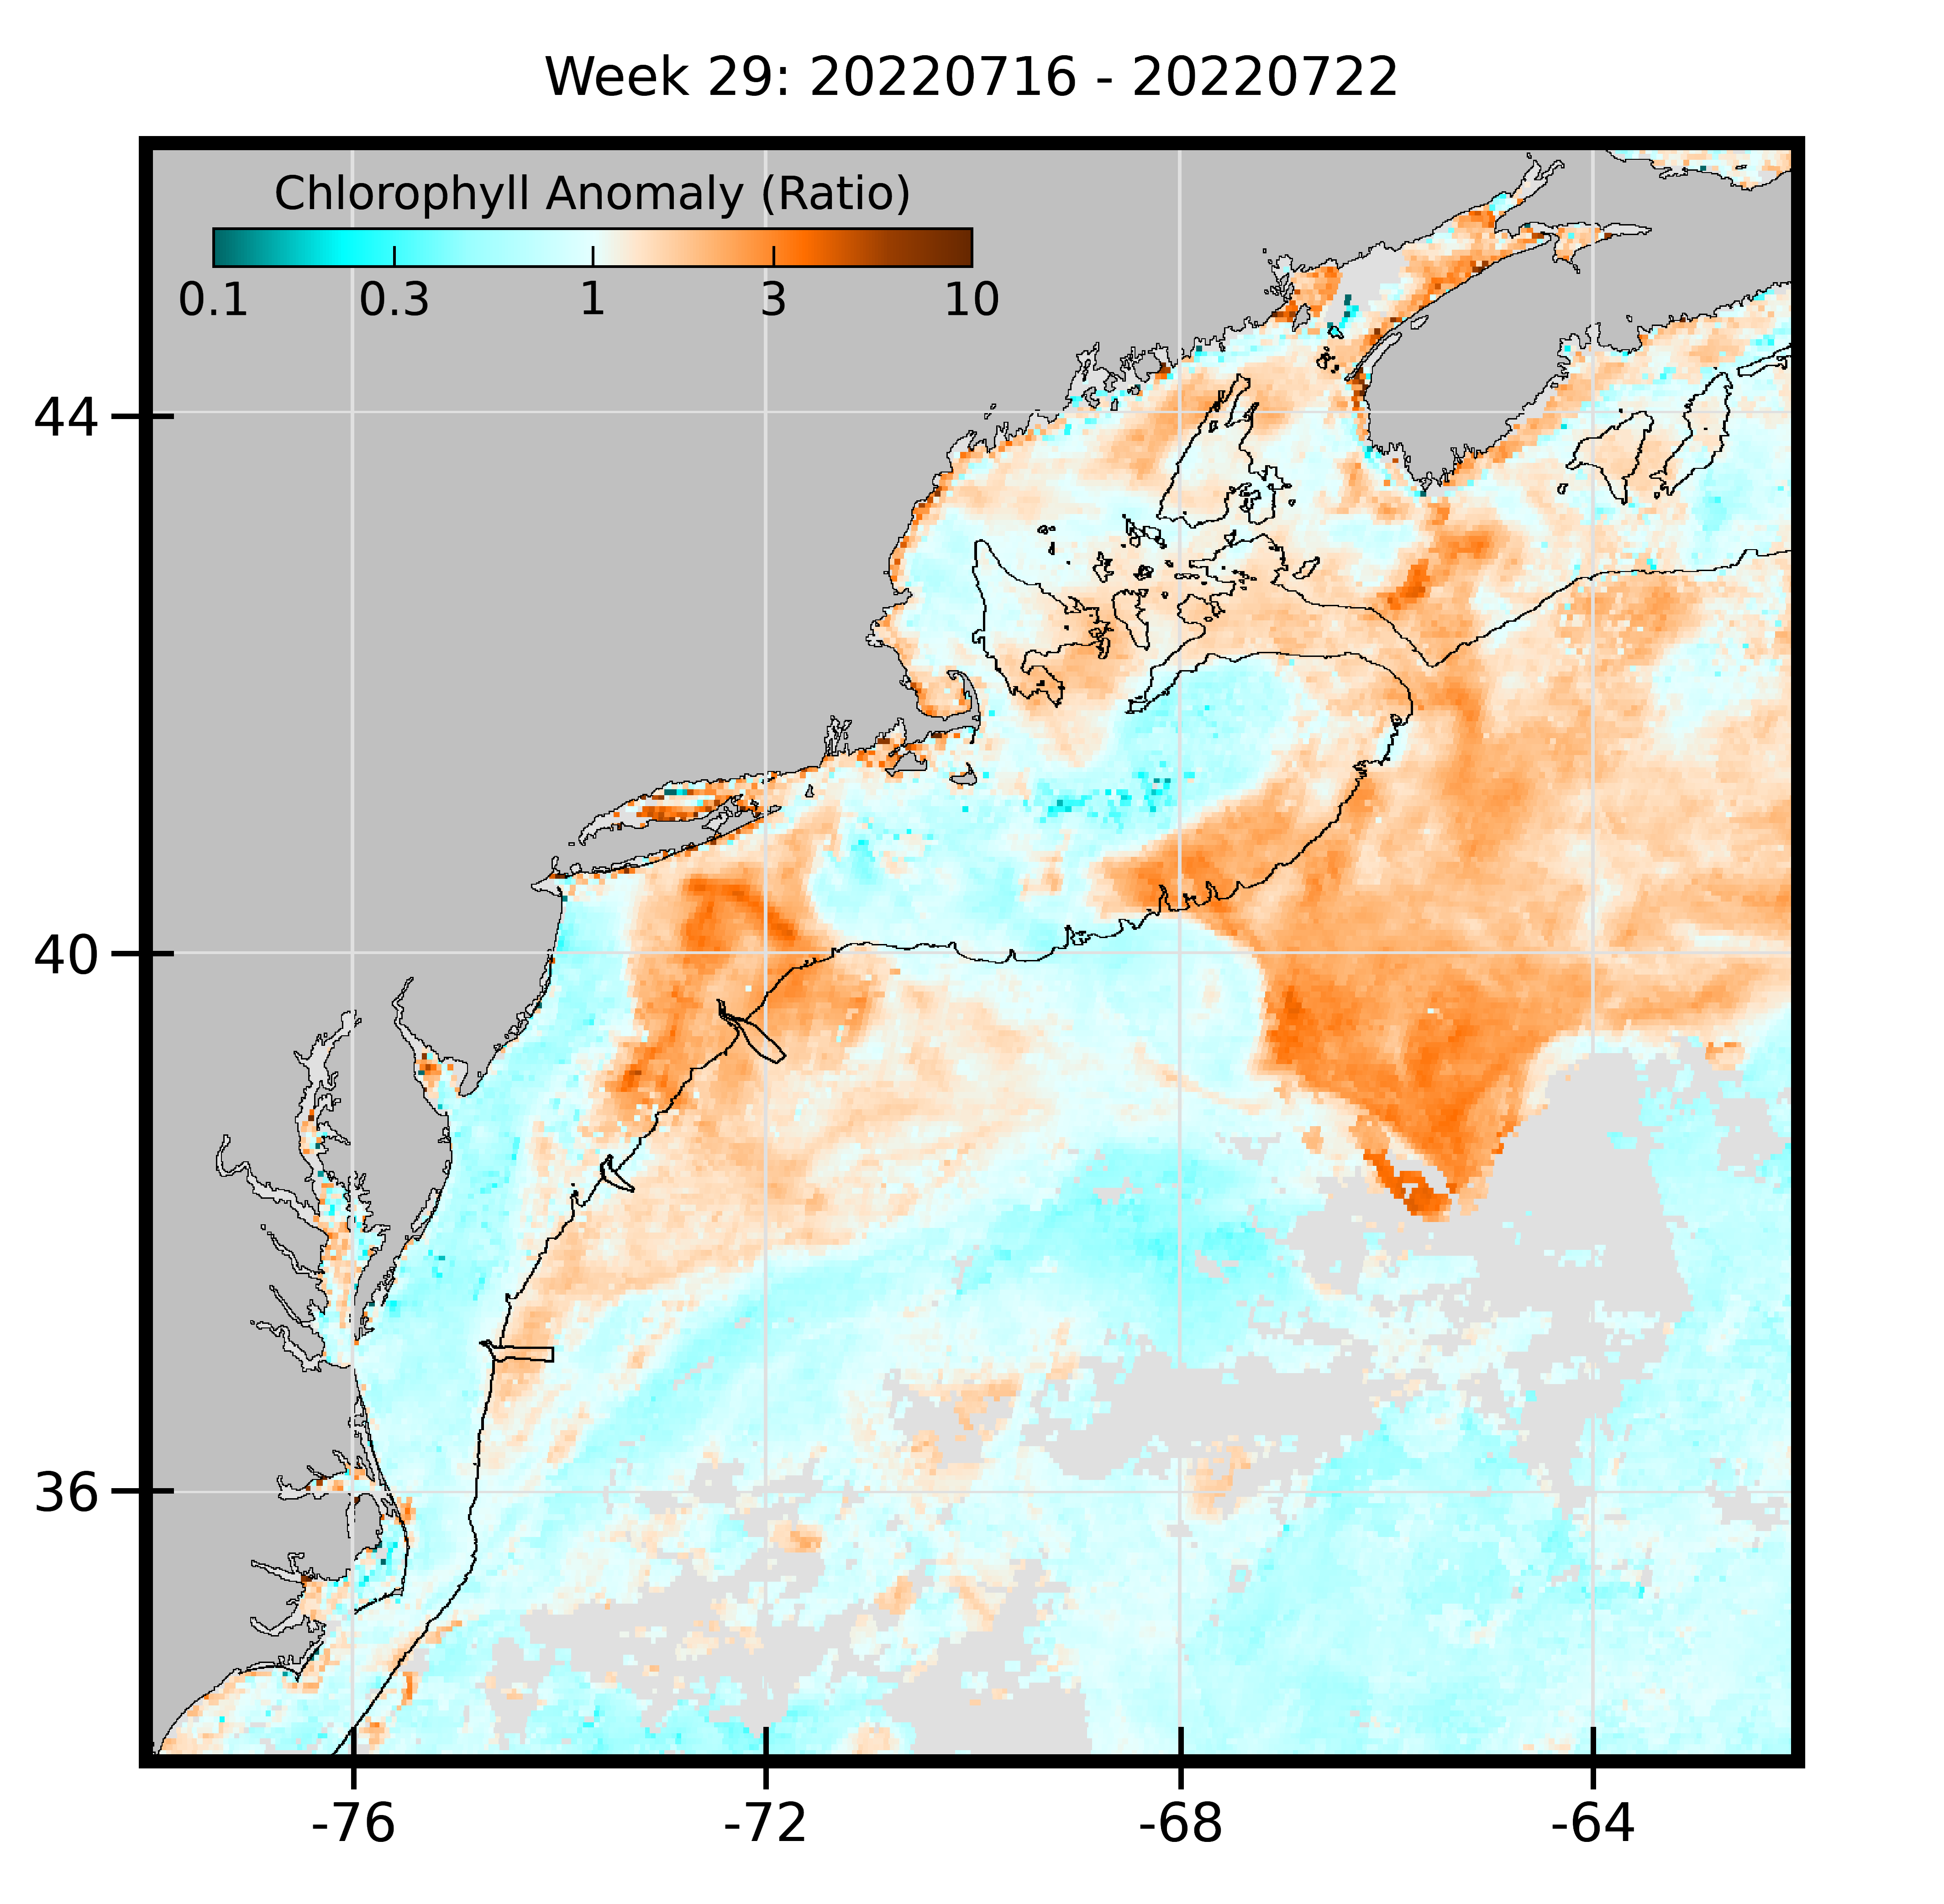 Week 29: 20220716 - 20220722
Chlorophyll Anomaly (Ratio)
0.1 0.3 1 3 10
44
40
36
-76 -72 -68 -64